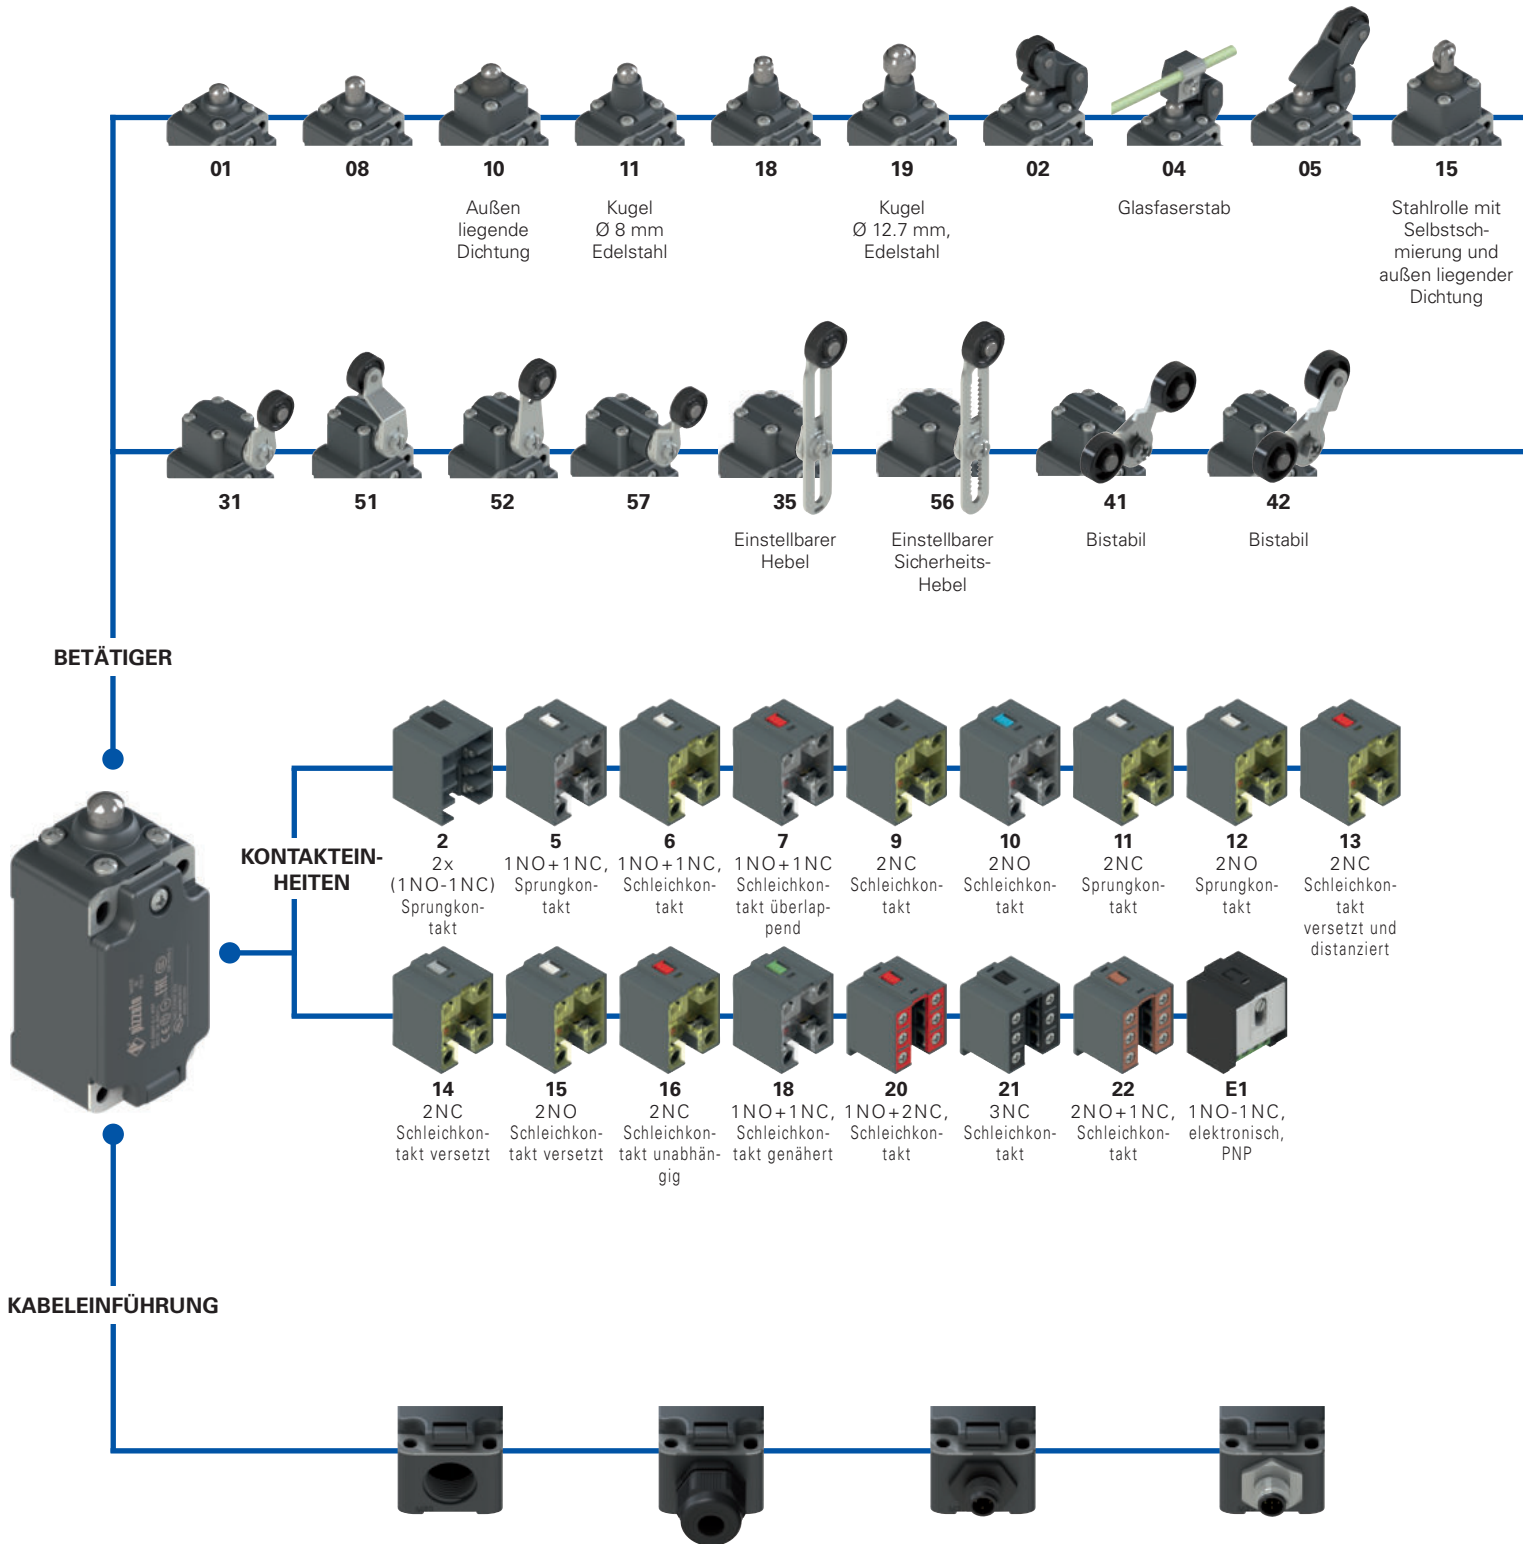 01 08 10 11 18 19 02 04 05 15
Außen
liegende
Dichtung
Kugel
Ø 8 mm
Edelstahl
Kugel
Ø 12.7 mm,
Edelstahl
Glasfaserstab
Stahlrolle mit
Selbstsch-
mierung und
außen liegender
Dichtung
31 51 52 57 35 56 41 42
Einstellbarer
Hebel
Einstellbarer
Sicherheits-
Hebel
Bistabil
Bistabil
BETÄTIGER
KONTAKTEIN-
HEITEN
2
2x
(1NO-1NC)
Sprungkon-
takt
5
1NO+1NC,
Sprungkon-
takt
6
1NO+1NC,
Schleichkon-
takt
7
1NO+1NC
Schleichkon-
takt überlap-
pend
9
2NC
Schleichkon-
takt
10
2NO
Schleichkon-
takt
11
2NC
Sprungkon-
takt
12
2NO
Sprungkon-
takt
13
2NC
Schleichkon-
takt
versetzt und
distanziert
14
2NC
Schleichkon-
takt versetzt
15
2NO
Schleichkon-
takt versetzt
16
2NC
Schleichkon-
takt unabhän-
gig
18
1NO+1NC,
Schleichkon-
takt genähert
20
1NO+2NC,
Schleichkon-
takt
21
3NC
Schleichkon-
takt
22
2NO+1NC,
Schleichkon-
takt
E1
1NO-1NC,
elektronisch,
PNP
pizzato
KABELEINFÜHRUNG